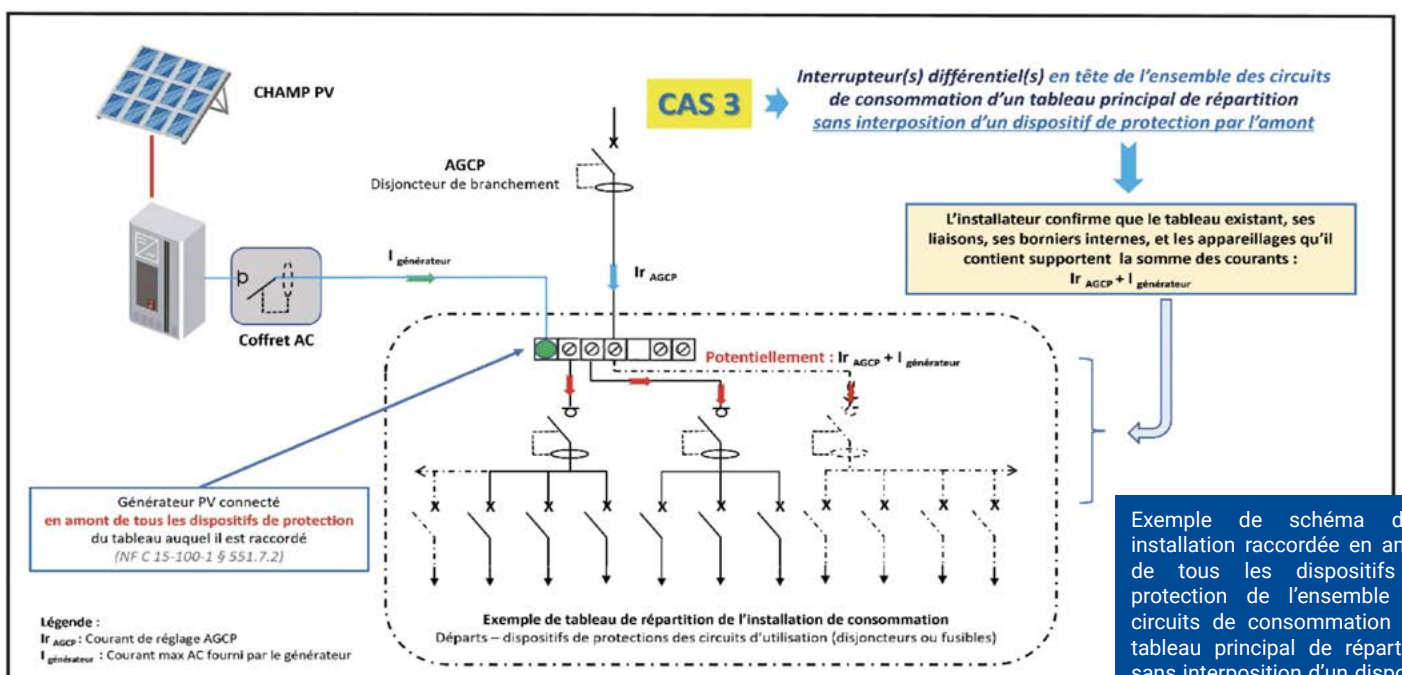 CHAMP PV
CAS 3
Interrupteur(s) différentiel(s) en tête de l'ensemble des circuits
de consommation d'un tableau principal de répartition
sans interposition d'un dispositif de protection par l'amont
AGCP
Disjoncteur de branchement
L'installateur confirme que le tableau existant, ses
liaisons, ses borniers internes, et les appareillages qu'il
contient supportent la somme des courants :
Ir AGCP + I générateur
I générateur
Ir AGCP
Coffret AC
Potentiellement : Ir AGCP + I générateur
Générateur PV connecté
en amont de tous les dispositifs de protection
du tableau auquel il est raccordé
(NF C 15-100-1 § 551.7.2)
Exemple de tableau de répartition de l'installation de consommation
Départs – dispositifs de protections des circuits d'utilisation (disjoncteurs ou fusibles)
Légende :
Ir AGCP : Courant de réglage AGCP
I générateur : Courant max AC fourni par le générateur
Exemple de schéma d
installation raccordée en am
de tous les dispositifs
protection de l'ensemble
circuits de consommation
tableau principal de répart
sans interposition d'un dispo